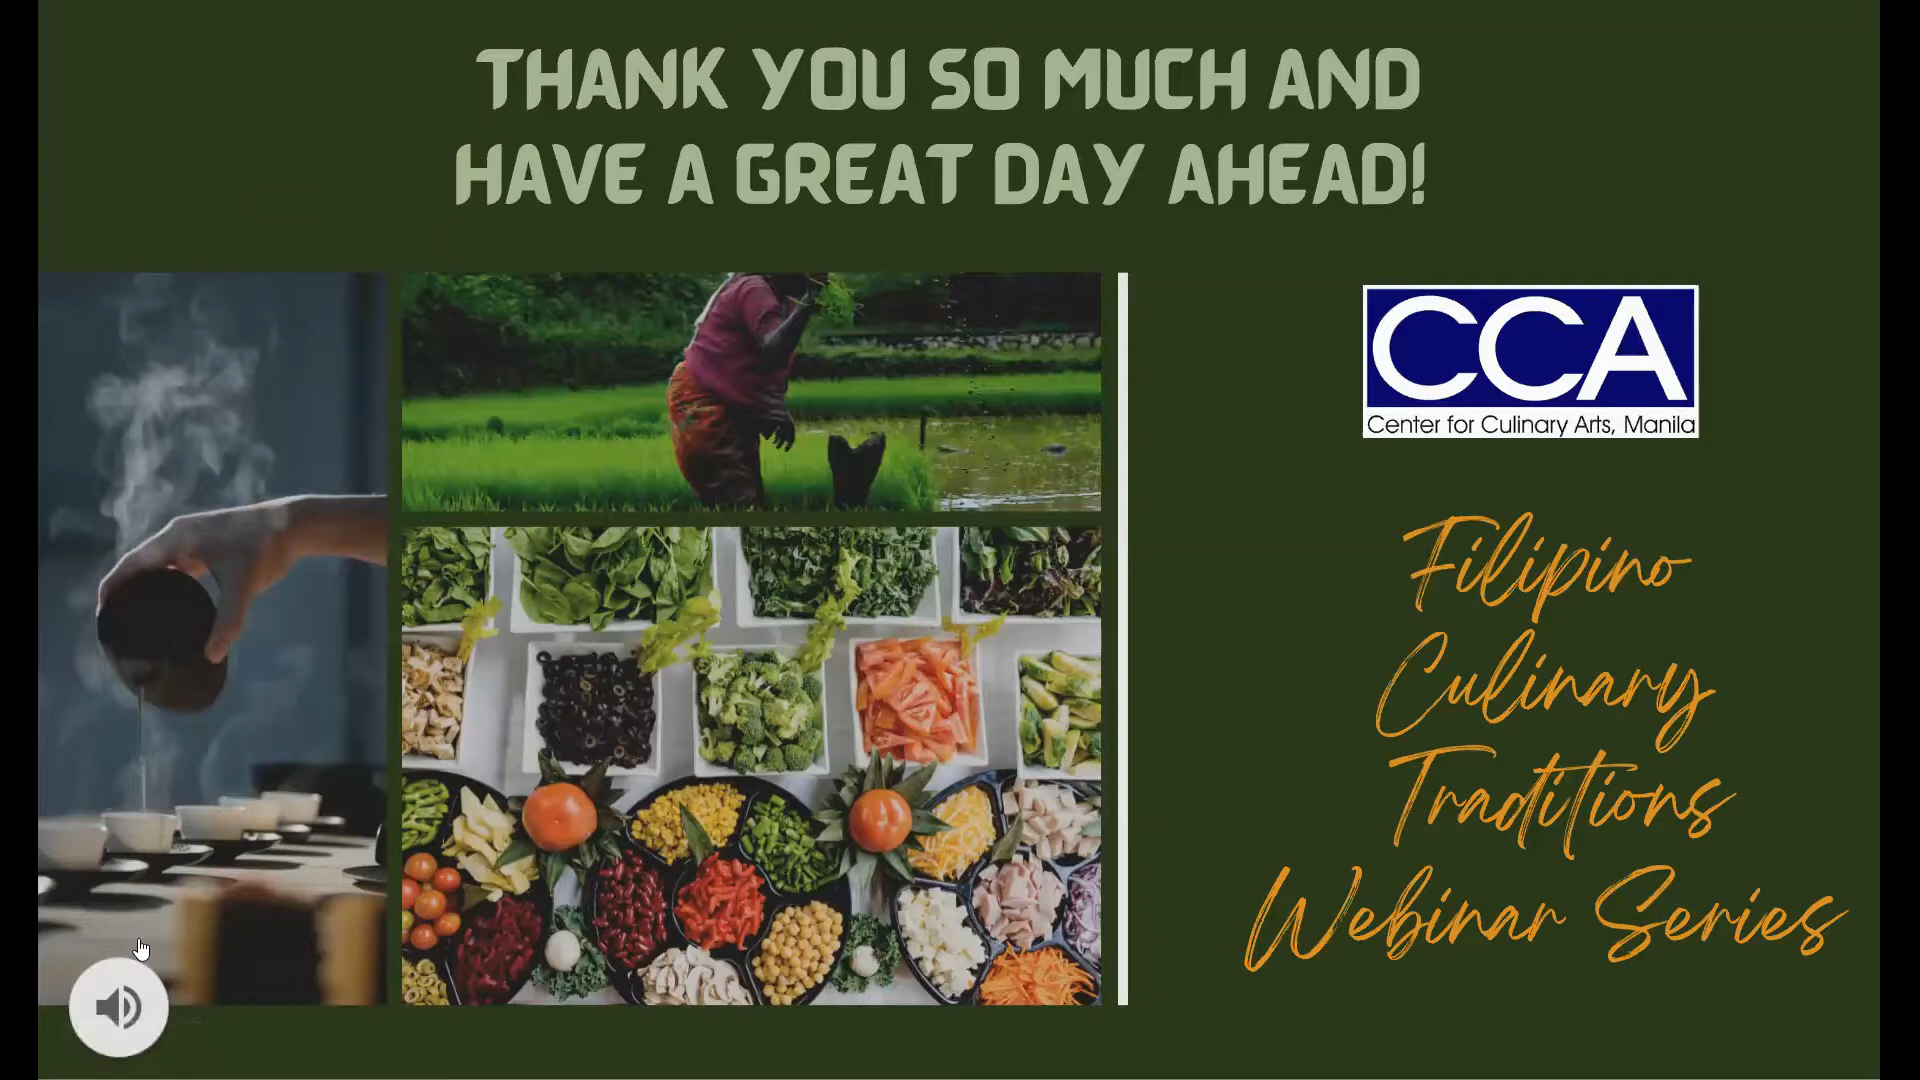 THANK YOU SO MUCH AND
HAVE A GREAT DAY AHEAD!
CCA
Center for Culinary Arts, Manila
Filipino
Culinary
Traditions
Webinar Series